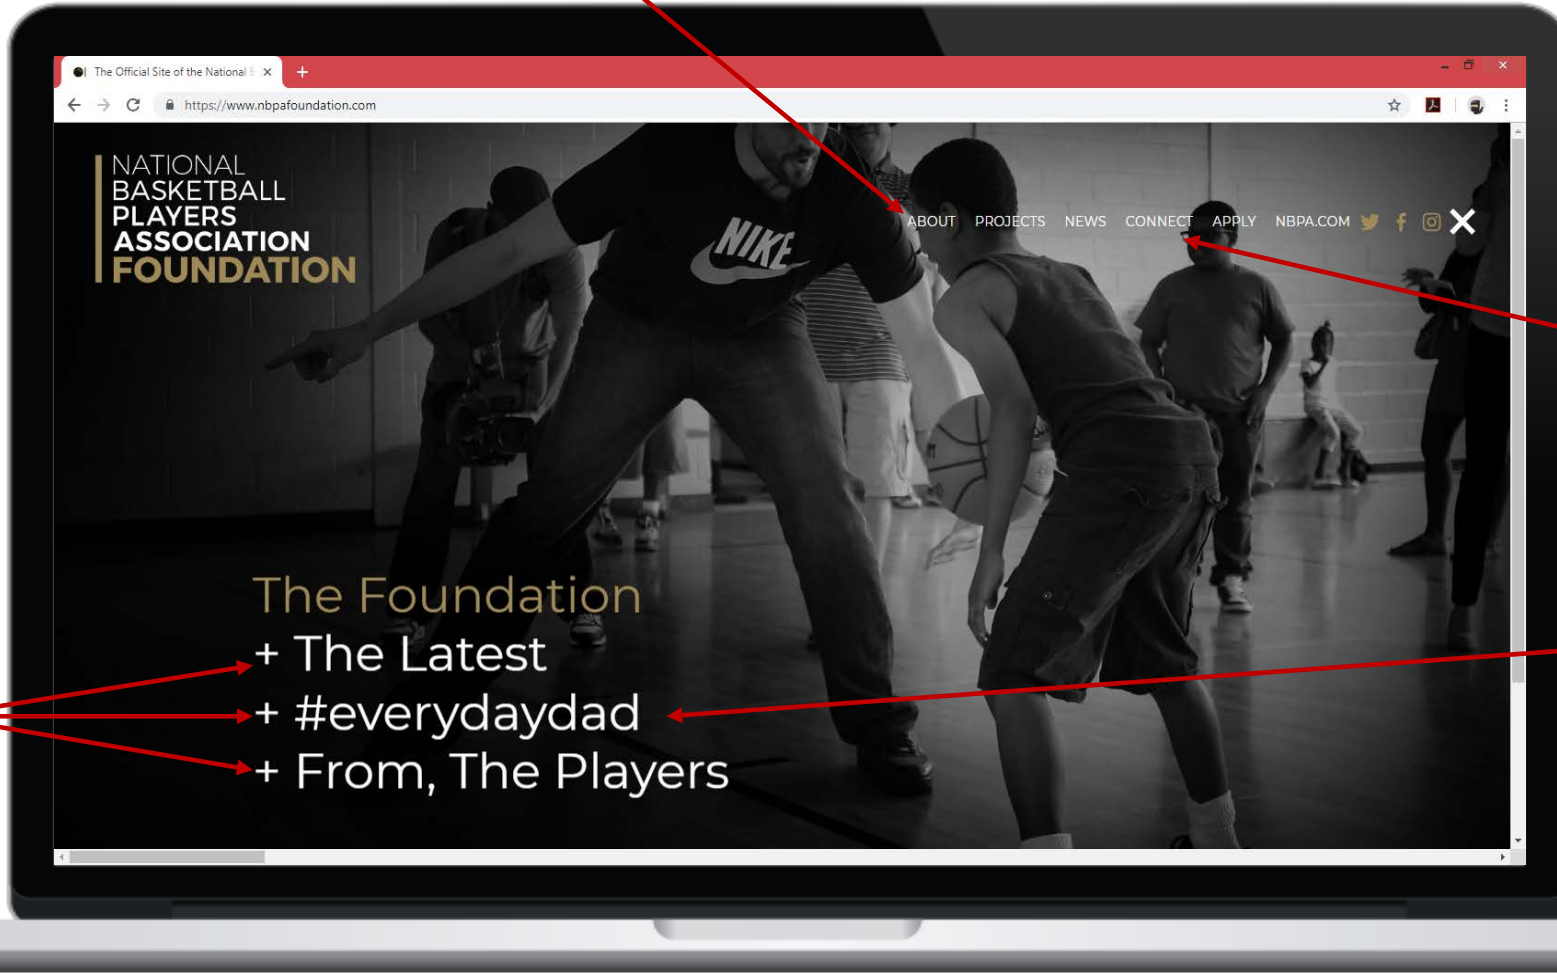 The Official Site of the National
https://www.nbpafoundation.com
NATIONAL
BASKETBALL
PLAYERS
ASSOCIATION
FOUNDATION
ABOUT PROJECTS NEWS CONNECT APPLY NBPA.COM
NIKE
The Foundation
+ The Latest
+ #everydaydad
+ From, The Players